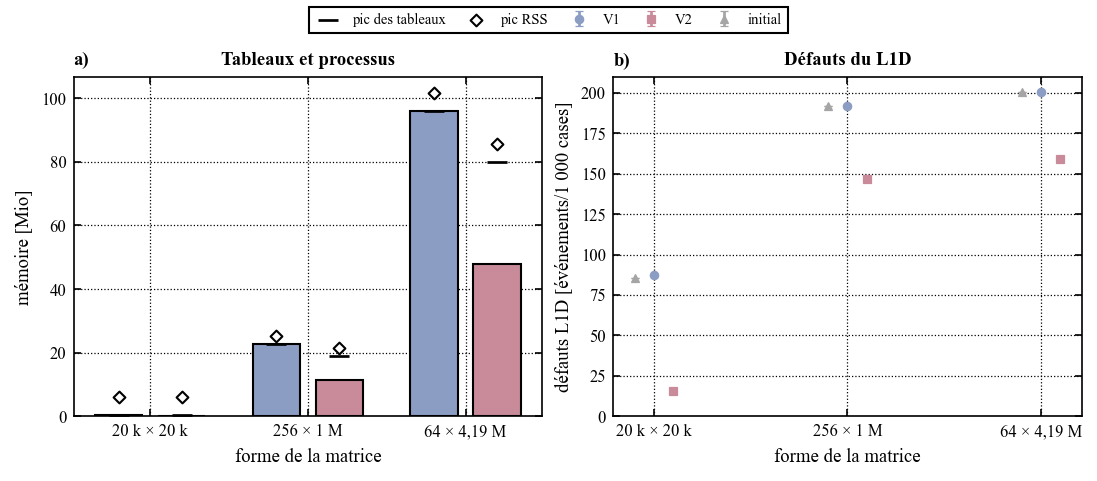 pic des tableaux
pic RSS
V1
V2
initial
a)
Tableaux et processus
mémoire [Mio]
100
80
60
40
20
0
20 k × 20 k
256 × 1 M
64 × 4,19 M
forme de la matrice
b)
Défauts du L1D
défauts L1D [événements/1 000 cases]
200
175
150
125
100
75
50
25
0
20 k × 20 k
256 × 1 M
64 × 4,19 M
forme de la matrice